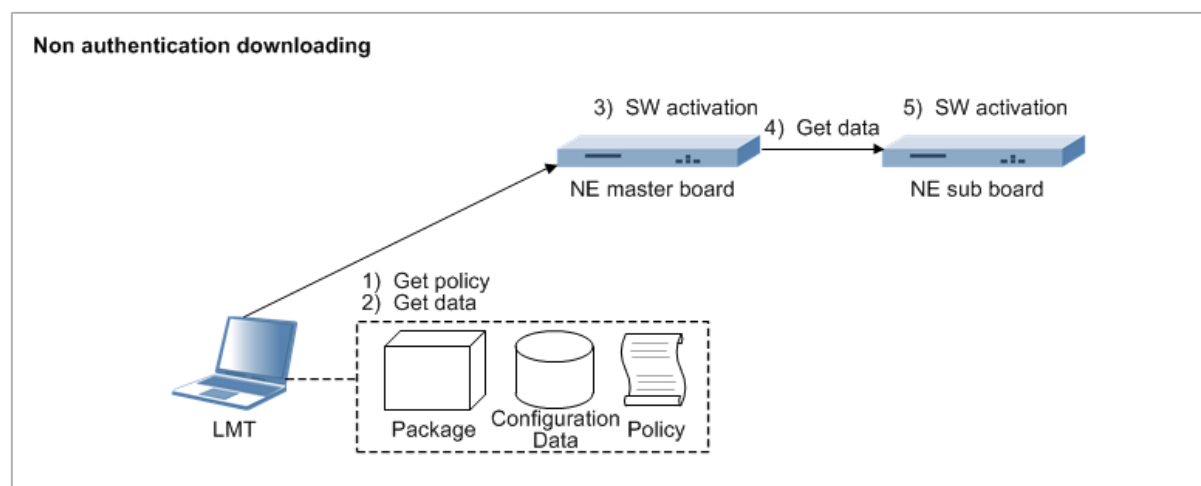 Non authentication downloading
3) SW activation
5) SW activation
4) Get data
NE master board
NE sub board
1) Get policy
2) Get data
LMT
Package
Configuration
Data
Policy